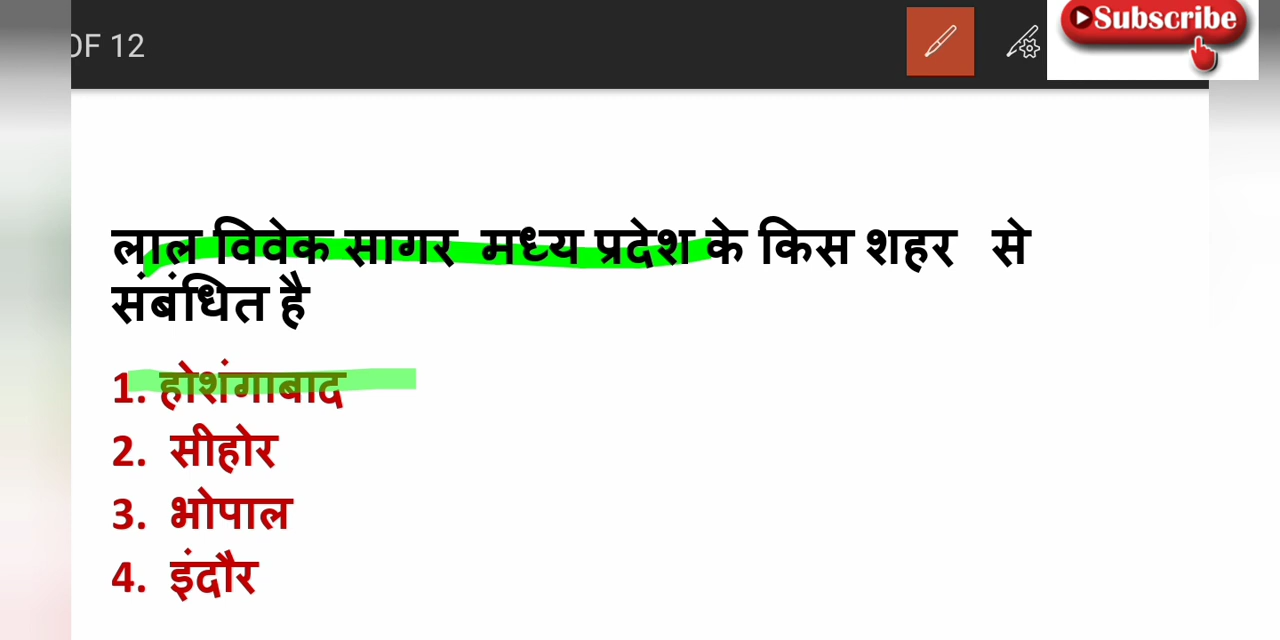 OF 12
Subscribe
लाल विवेक सागर मध्य प्रदेश के किस शहर से
संबंधित है
1. होशंगाबाद
2. सीहोर
3. भोपाल
4. इंदौर